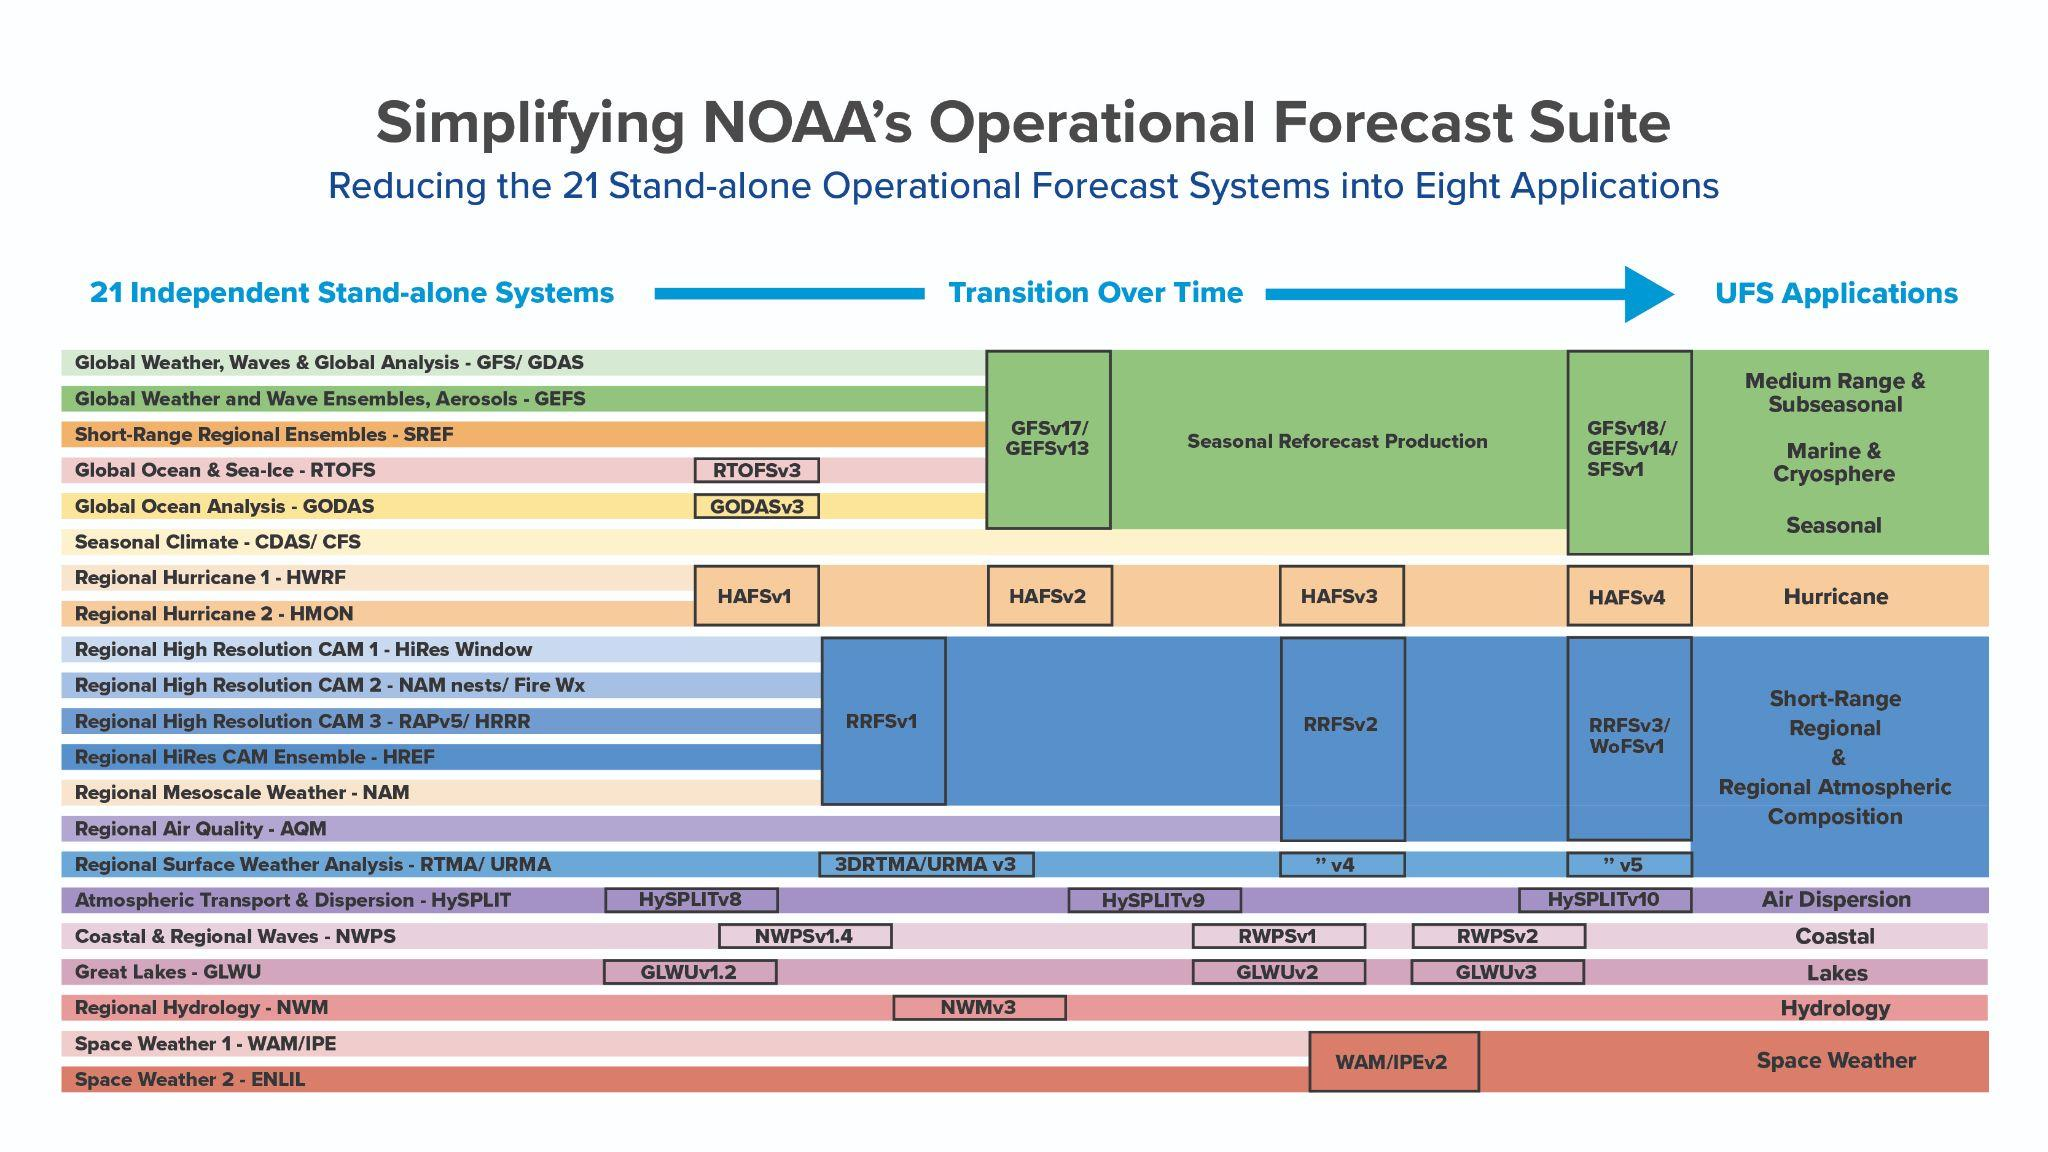 Simplifying NOAA’s Operational Forecast Suite
Reducing the 21 Stand-alone Operational Forecast Systems into Eight Applications
21 Independent Stand-alone Systems
Transition Over Time
UFS Applications
Global Weather, Waves & Global Analysis - GFS/ GDAS
Global Weather and Wave Ensembles, Aerosols - GEFS
Short-Range Regional Ensembles - SREF
Global Ocean & Sea-Ice - RTOFS
RTOFSv3
Global Ocean Analysis - GODAS
GODASv3
Seasonal Climate - CDAS/ CFS
GFSv17/
GEFSv13
Seasonal Reforecast Production
GFSv18/
GEFSv14/
SFSv1
Medium Range &
Subseasonal
Marine &
Cryosphere
Seasonal
Regional Hurricane 1 - HWRF
Regional Hurricane 2 - HMON
HAFSv1
HAFSv2
HAFSv3
HAFSv4
Hurricane
Regional High Resolution CAM 1 - HiRes Window
Regional High Resolution CAM 2 - NAM nests/ Fire Wx
Regional High Resolution CAM 3 - RAPv5/ HRRR
Regional HiRes CAM Ensemble - HREF
Regional Mesoscale Weather - NAM
Regional Air Quality - AQM
RRFSv1
RRFSv2
RRFSv3/
WoFSv1
Short-Range
Regional
&
Regional Atmospheric
Composition
Regional Surface Weather Analysis - RTMA/ URMA
3DRTMA/URMA v3
” v4
” v5
Atmospheric Transport & Dispersion - HySPLIT
HySPLITv8
HySPLITv9
HySPLITv10
Air Dispersion
Coastal & Regional Waves - NWPS
NWPSv1.4
RWPSv1
RWPSv2
Coastal
Great Lakes - GLWU
GLWUv1.2
GLWUv2
GLWUv3
Lakes
Regional Hydrology - NWM
NWMv3
Hydrology
Space Weather 1 - WAM/IPE
Space Weather 2 - ENLIL
WAM/IPEv2
Space Weather